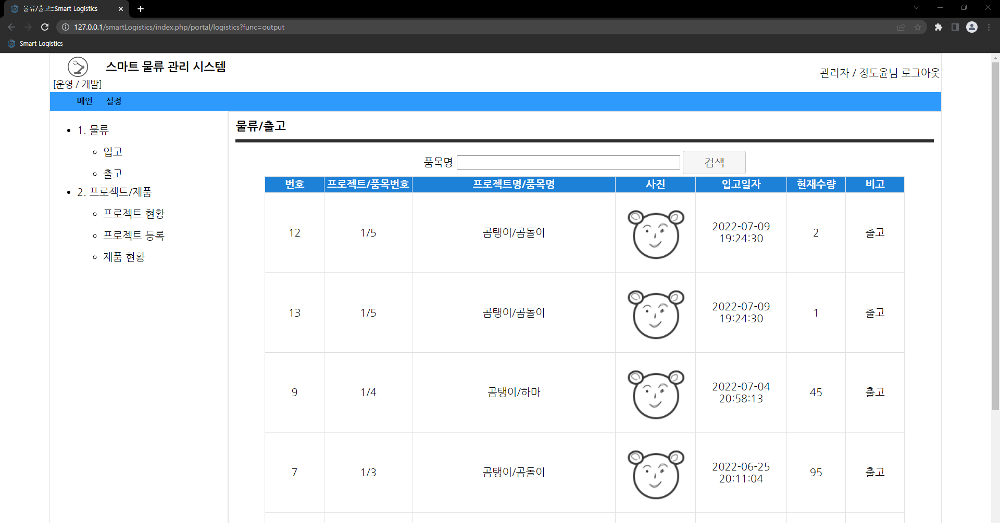 물류/출고:::Smart Logistics
127.0.0.1/smartLogistics/index.php/portal/logistics?func=output
Smart Logistics
스마트 물류 관리 시스템
[운영 / 개발]
관리자 / 정도윤님 로그아웃
메인 설정
1. 물류
입고
출고
2. 프로젝트/제품
프로젝트 현황
프로젝트 등록
제품 현황
물류/출고
품목명 검색
번호 프로젝트/품목번호 프로젝트명/품목명 사진 입고일자 현재수량 비고
12 1/5 곰탱이/곰돌이 2022-07-09 19:24:30 2 출고
13 1/5 곰탱이/곰돌이 2022-07-09 19:24:30 1 출고
9 1/4 곰탱이/하마 2022-07-04 20:58:13 45 출고
7 1/3 곰탱이/곰돌이 2022-06-25 20:11:04 95 출고